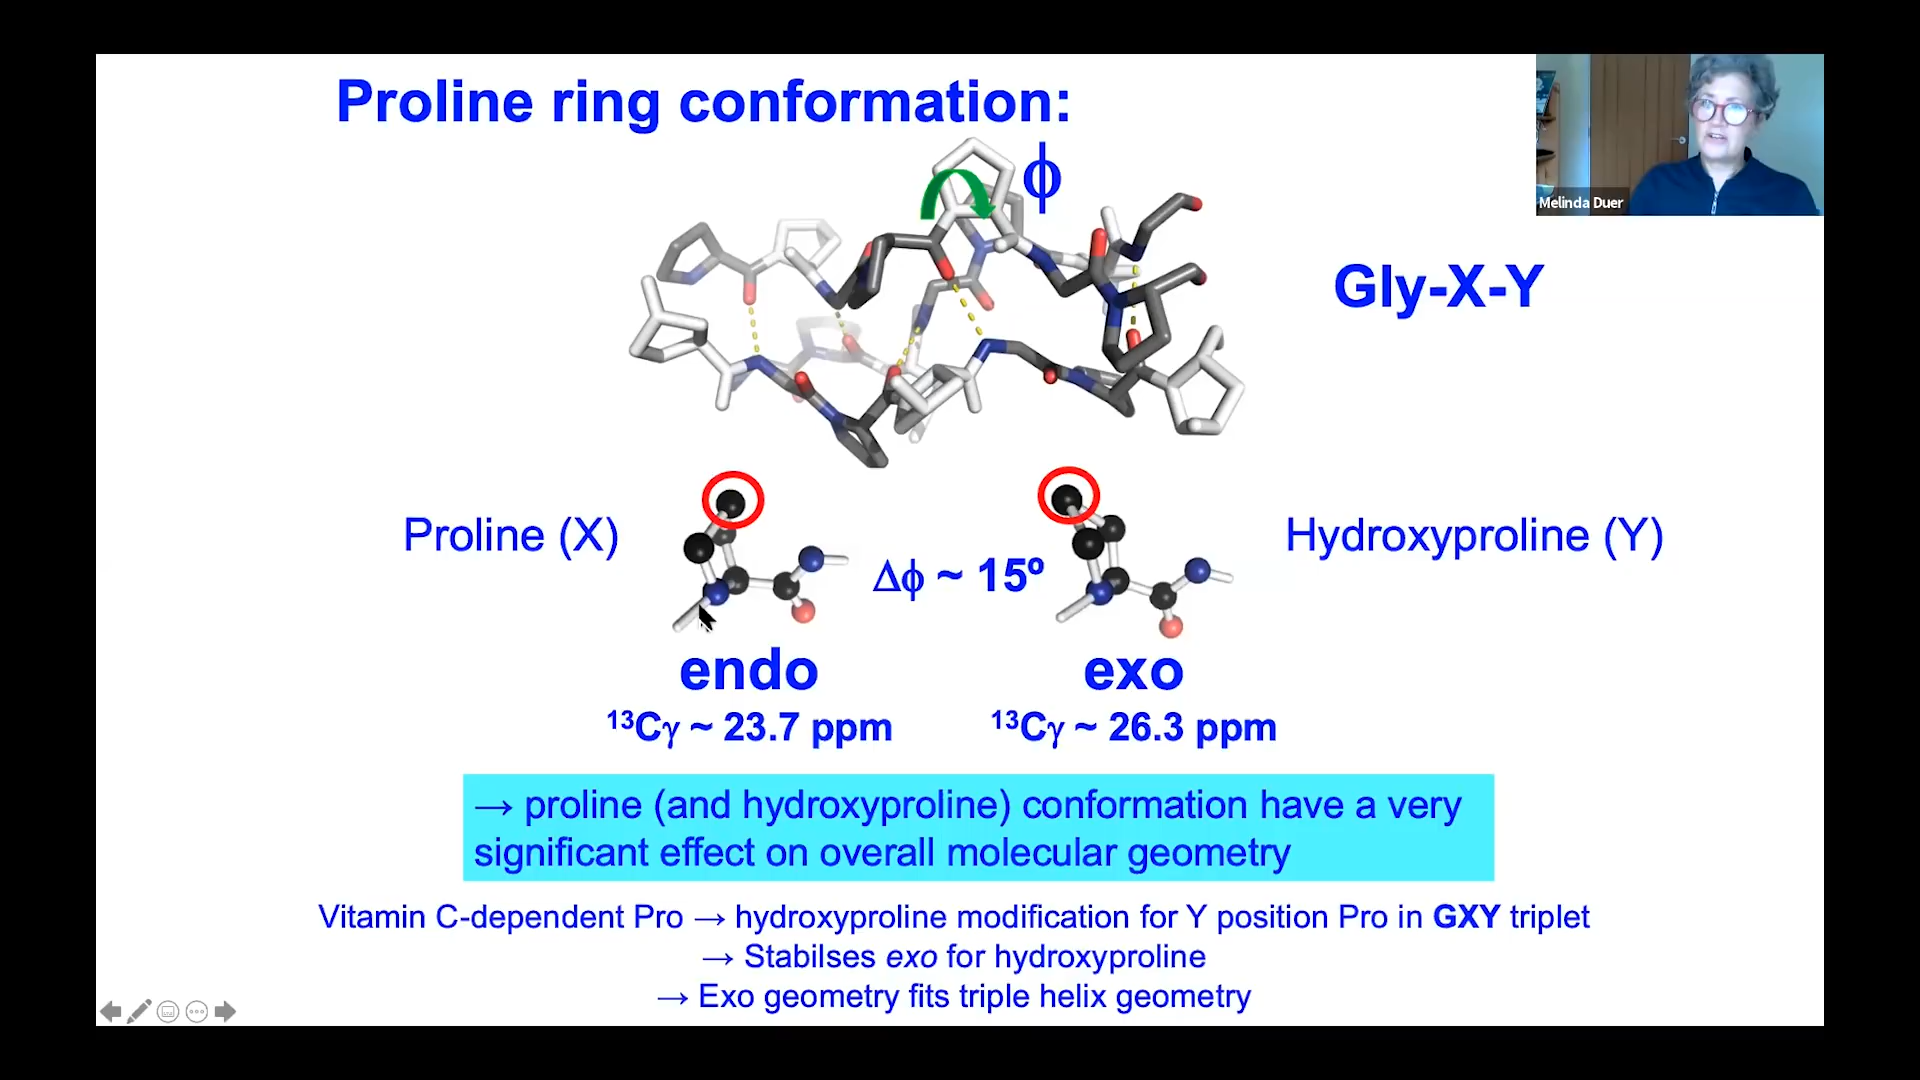 Proline ring conformation:
ϕ
Melinda Duer
Gly-X-Y
Proline (X)
Hydroxyproline (Y)
Δϕ ~ 15º
endo
exo
¹³Cγ ~ 23.7 ppm
¹³Cγ ~ 26.3 ppm
→ proline (and hydroxyproline) conformation have a very
significant effect on overall molecular geometry
Vitamin C-dependent Pro → hydroxyproline modification for Y position Pro in GXY triplet
→ Stabilses exo for hydroxyproline
→ Exo geometry fits triple helix geometry